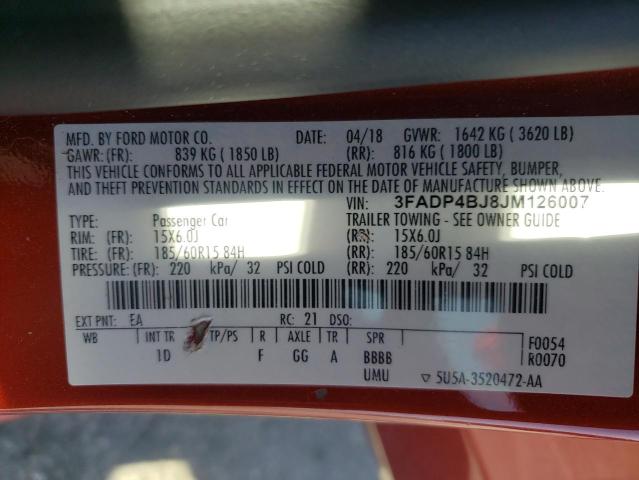 MFD. BY FORD MOTOR CO. DATE: 04/18 GVWR: 1642 KG ( 3620 LB)
GAWR: (FR): 839 KG ( 1850 LB) (RR): 816 KG ( 1800 LB)
THIS VEHICLE CONFORMS TO ALL APPLICABLE FEDERAL MOTOR VEHICLE SAFETY, BUMPER,
AND THEFT PREVENTION STANDARDS IN EFFECT ON THE DATE OF MANUFACTURE SHOWN ABOVE.
VIN: 3FADP4BJ8JM126007
TYPE: Passenger Car TRAILER TOWING - SEE OWNER GUIDE
RIM: (FR): 15X6.0J (RR): 15X6.0J
TIRE: (FR): 185/60R15 84H (RR): 185/60R15 84H
PRESSURE: (FR): 220 kPa/ 32 PSI COLD (RR): 220 kPa/ 32 PSI COLD
EXT PNT: EA RC: 21 DSO:
WB INT TR TP/PS R AXLE TR SPR F0054
1D F GG A BBBB R0070
UMU ▽ 5U5A-3520472-AA